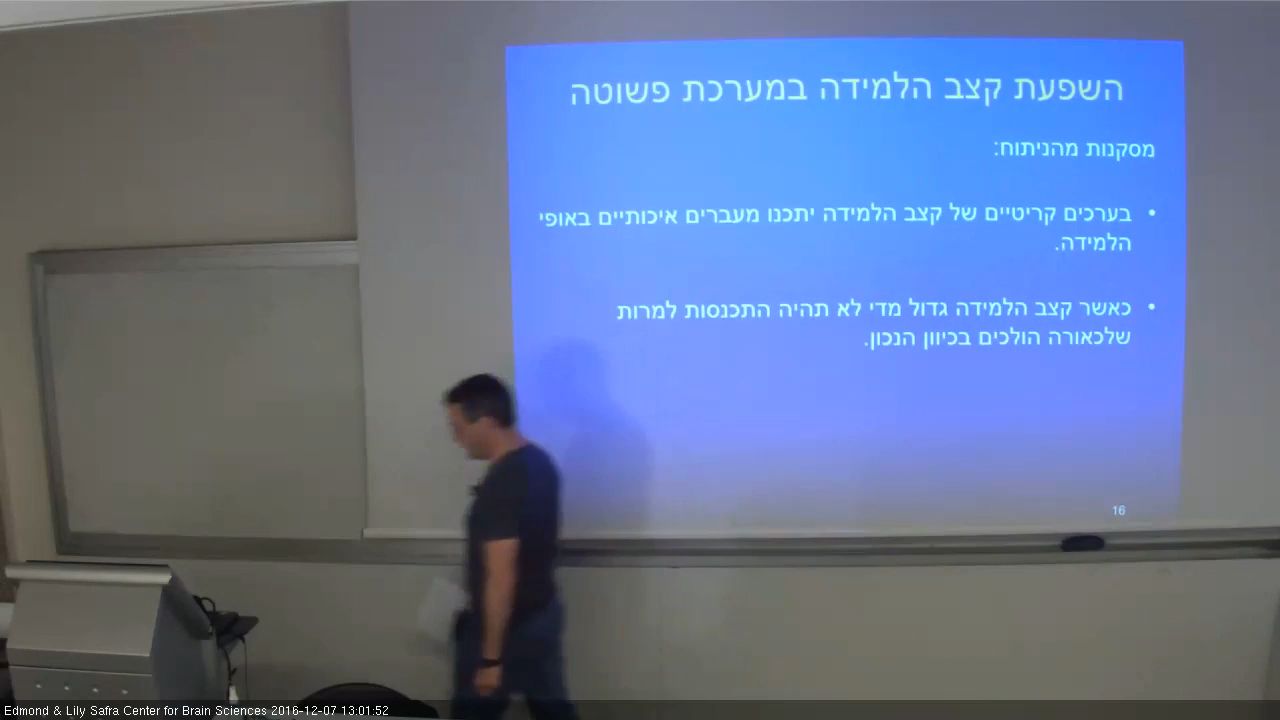 השפעת קצב הלמידה במערכת פשוטה
מסקנות מהניתוח:
• בערכים קריטיים של קצב הלמידה יתכנו מעברים איכותיים באופי
הלמידה.
• כאשר קצב הלמידה גדול מדי לא תהיה התכנסות למרות
שלכאורה הולכים בכיוון הנכון.
16
Edmond & Lily Safra Center for Brain Sciences 2016-12-07 13:01:52